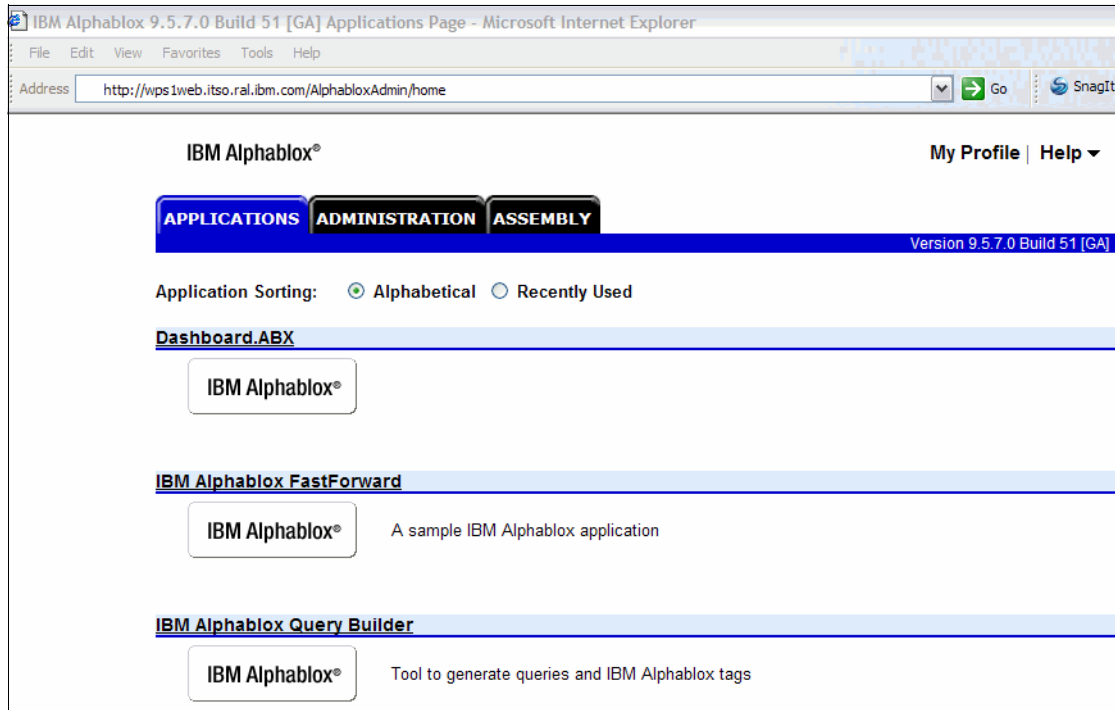 IBM Alphablox 9.5.7.0 Build 51 [GA] Applications Page - Microsoft Internet Explorer
File Edit View Favorites Tools Help
Address http://wps1web.itso.ral.ibm.com/AlphabloxAdmin/home Go SnagIt
IBM Alphablox® My Profile | Help
APPLICATIONS ADMINISTRATION ASSEMBLY
Version 9.5.7.0 Build 51 [GA]
Application Sorting: Alphabetical Recently Used
Dashboard.ABX
IBM Alphablox®
IBM Alphablox FastForward
IBM Alphablox® A sample IBM Alphablox application
IBM Alphablox Query Builder
IBM Alphablox® Tool to generate queries and IBM Alphablox tags